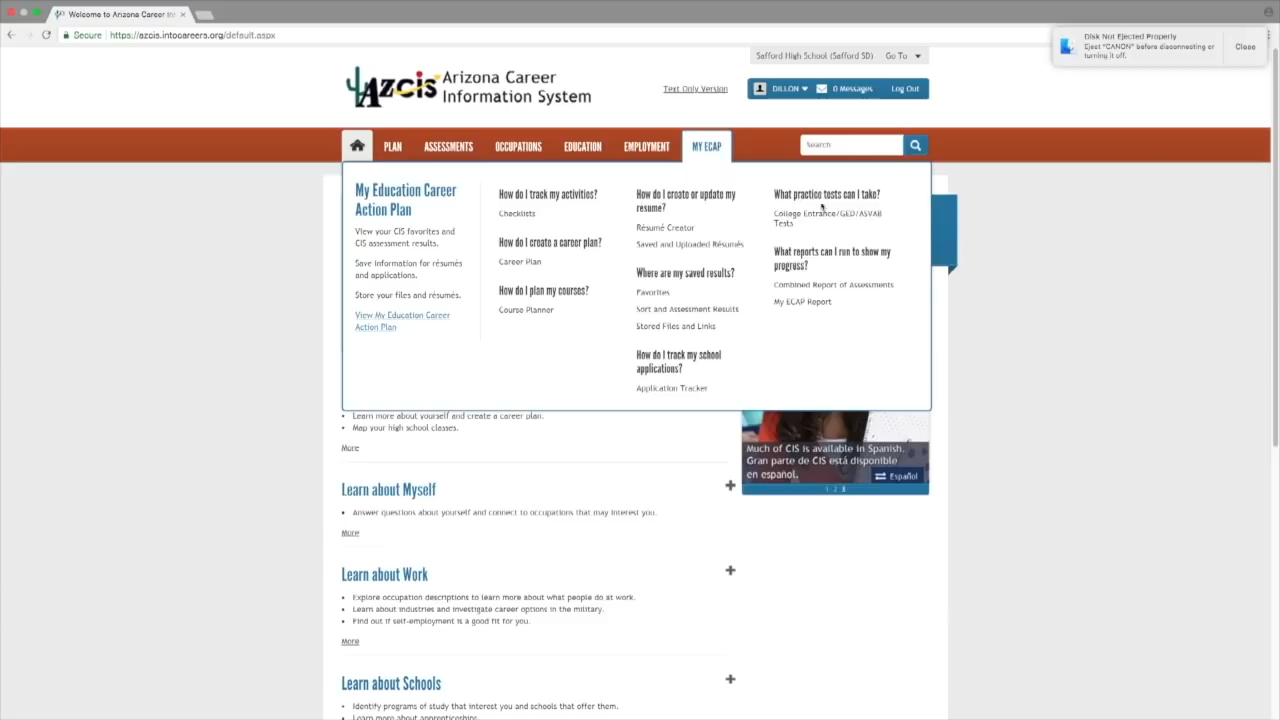 Welcome to Arizona Career In
Secure https://azcis.intocareers.org/default.aspx
Disk Not Ejected Properly
Eject "CANON" before disconnecting or
turning it off.
Close
Safford High School (Safford SD) Go To
Azcis Arizona Career
Information System
Text Only Version
DILLON 0 Messages Log Out
PLAN ASSESSMENTS OCCUPATIONS EDUCATION EMPLOYMENT MY ECAP Search
My Education Career
Action Plan
View your CIS favorites and
CIS assessment results.
Save information for résumés
and applications.
Store your files and résumés.
View My Education Career
Action Plan
How do I track my activities?
Checklists
How do I create a career plan?
Career Plan
How do I plan my courses?
Course Planner
How do I create or update my
resume?
Résumé Creator
Saved and Uploaded Résumés
Where are my saved results?
Favorites
Sort and Assessment Results
Stored Files and Links
How do I track my school
applications?
Application Tracker
What practice tests can I take?
College Entrance/GED/ASVAB
Tests
What reports can I run to show my
progress?
Combined Report of Assessments
My ECAP Report
• Learn more about yourself and create a career plan.
• Map your high school classes.
More
Much of CIS is available in Spanish.
Gran parte de CIS está disponible
en español.
Español
1 2 3
Learn about Myself
• Answer questions about yourself and connect to occupations that may interest you.
More
Learn about Work
• Explore occupation descriptions to learn more about what people do at work.
• Learn about industries and investigate career options in the military.
• Find out if self-employment is a good fit for you.
More
Learn about Schools
• Identify programs of study that interest you and schools that offer them.
• Learn more about apprenticeships.